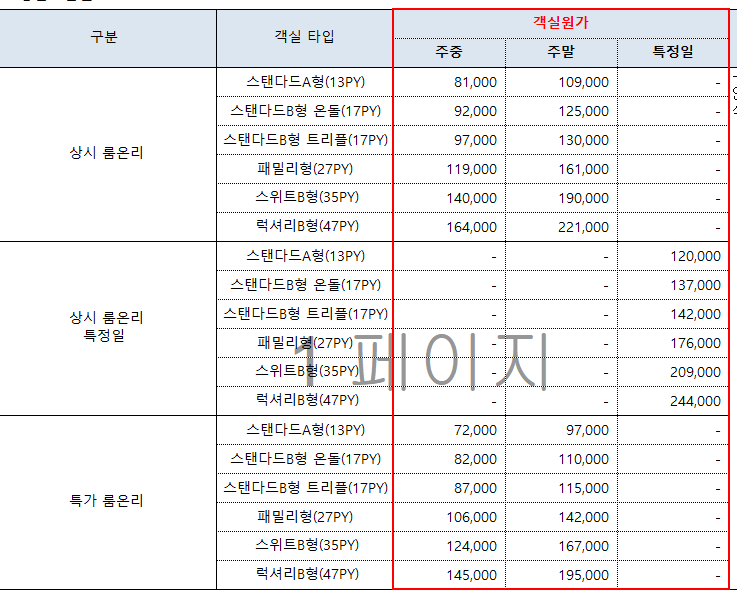 구분 객실 타입 객실원가
주중 주말 특정일
상시 룸온리
스탠다드A형(13PY) 81,000 109,000 -
스탠다드B형 온돌(17PY) 92,000 125,000 -
스탠다드B형 트리플(17PY) 97,000 130,000 -
패밀리형(27PY) 119,000 161,000 -
스위트B형(35PY) 140,000 190,000 -
럭셔리B형(47PY) 164,000 221,000 -
상시 룸온리
특정일
스탠다드A형(13PY) - - 120,000
스탠다드B형 온돌(17PY) - - 137,000
스탠다드B형 트리플(17PY) - - 142,000
패밀리형(27PY) - - 176,000
스위트B형(35PY) - - 209,000
럭셔리B형(47PY) - - 244,000
1 페이지
특가 룸온리
스탠다드A형(13PY) 72,000 97,000 -
스탠다드B형 온돌(17PY) 82,000 110,000 -
스탠다드B형 트리플(17PY) 87,000 115,000 -
패밀리형(27PY) 106,000 142,000 -
스위트B형(35PY) 124,000 167,000 -
럭셔리B형(47PY) 145,000 195,000 -